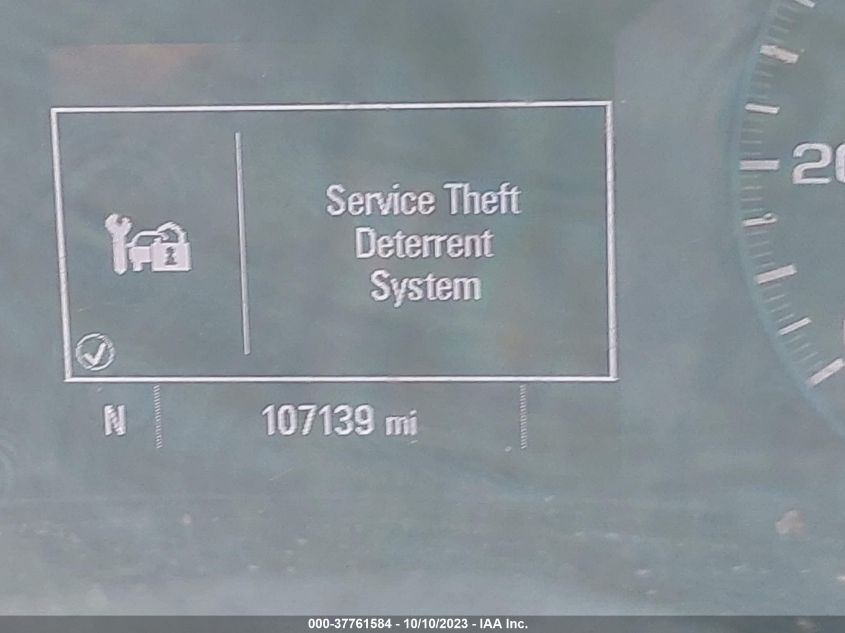 Service Theft
Deterrent
System
N 107139 mi
000-37761584 - 10/10/2023 - IAA Inc.